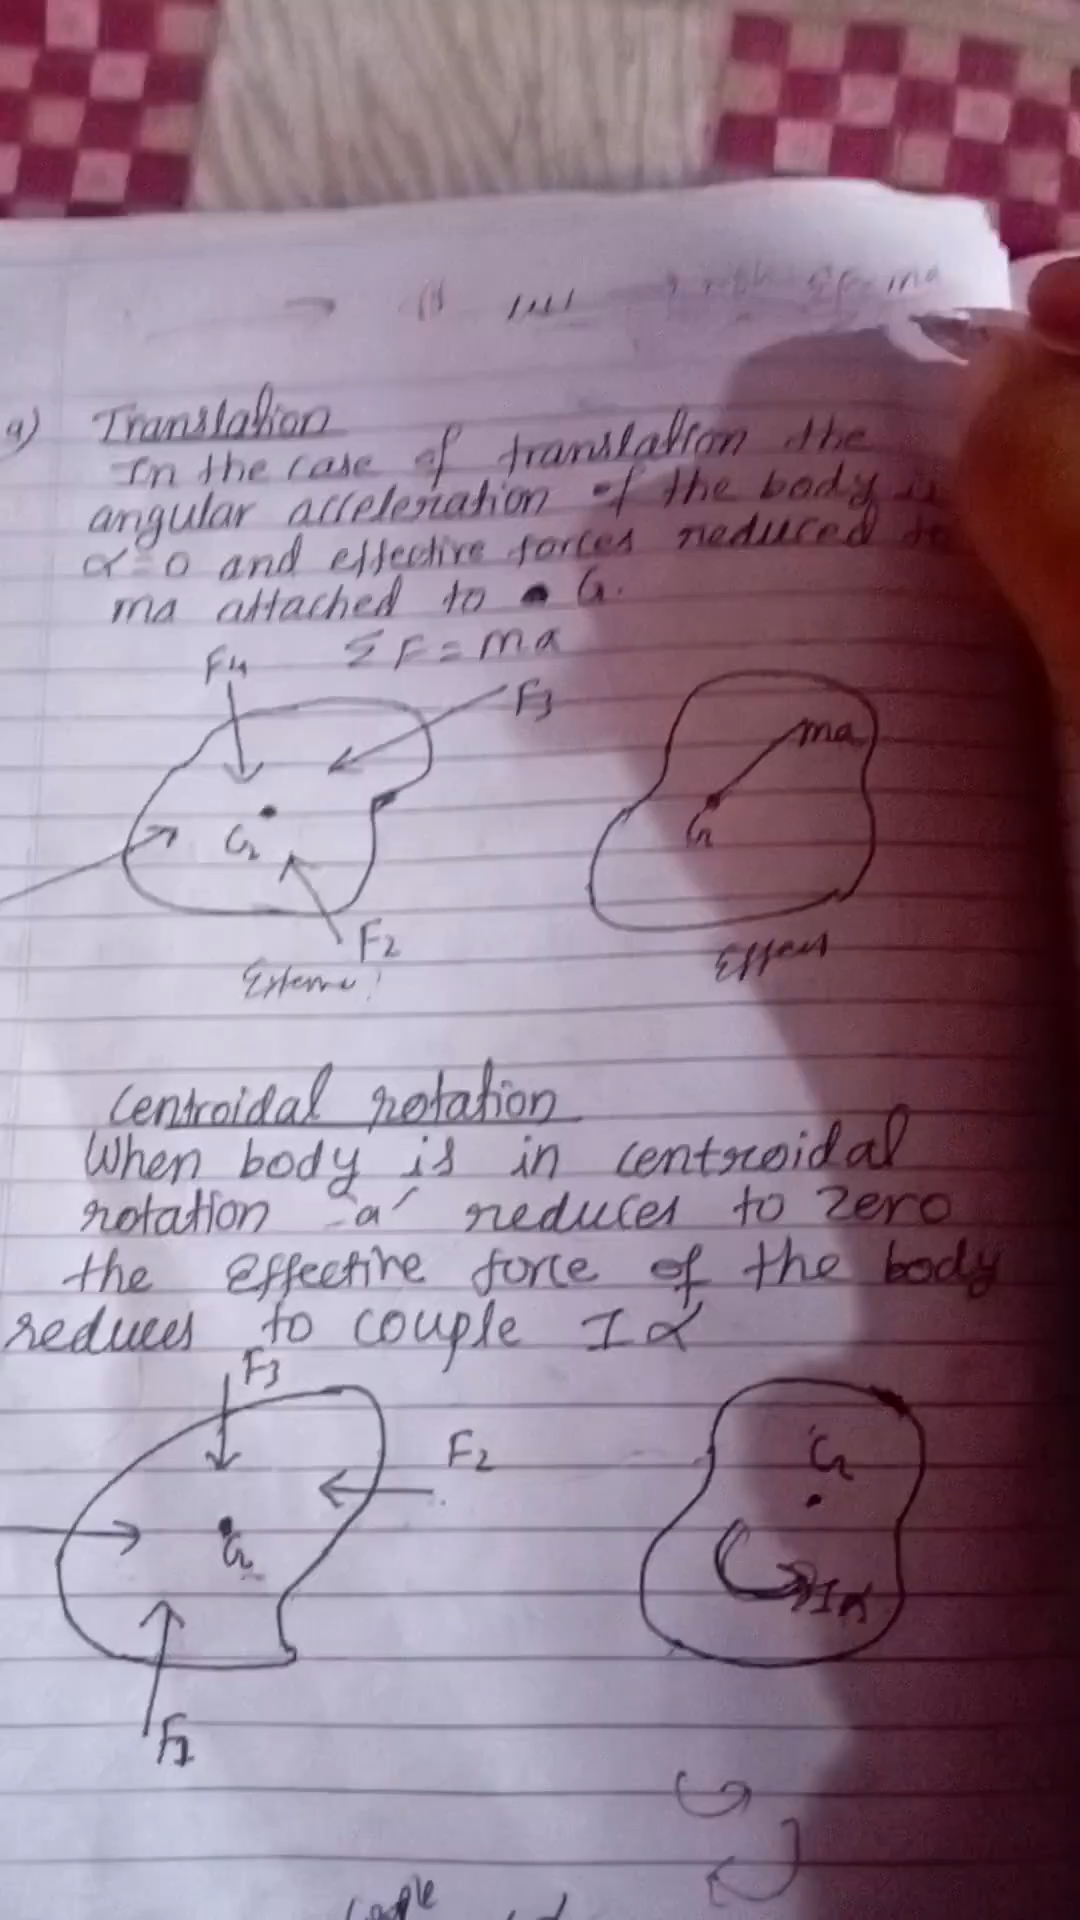 ΣF = ma
a) Translation
In the case of translation the
angular acceleration of the body is
α = 0 and effective forces reduced to
ma attached to G.
ΣF = ma
F4
F3
ma
G
G
F2
Effect
Centroidal rotation
When body is in centroidal
rotation 'a' reduces to zero
the effective force of the body
reduces to couple Iα
F3
F2
G
G
Iα
F1
couple